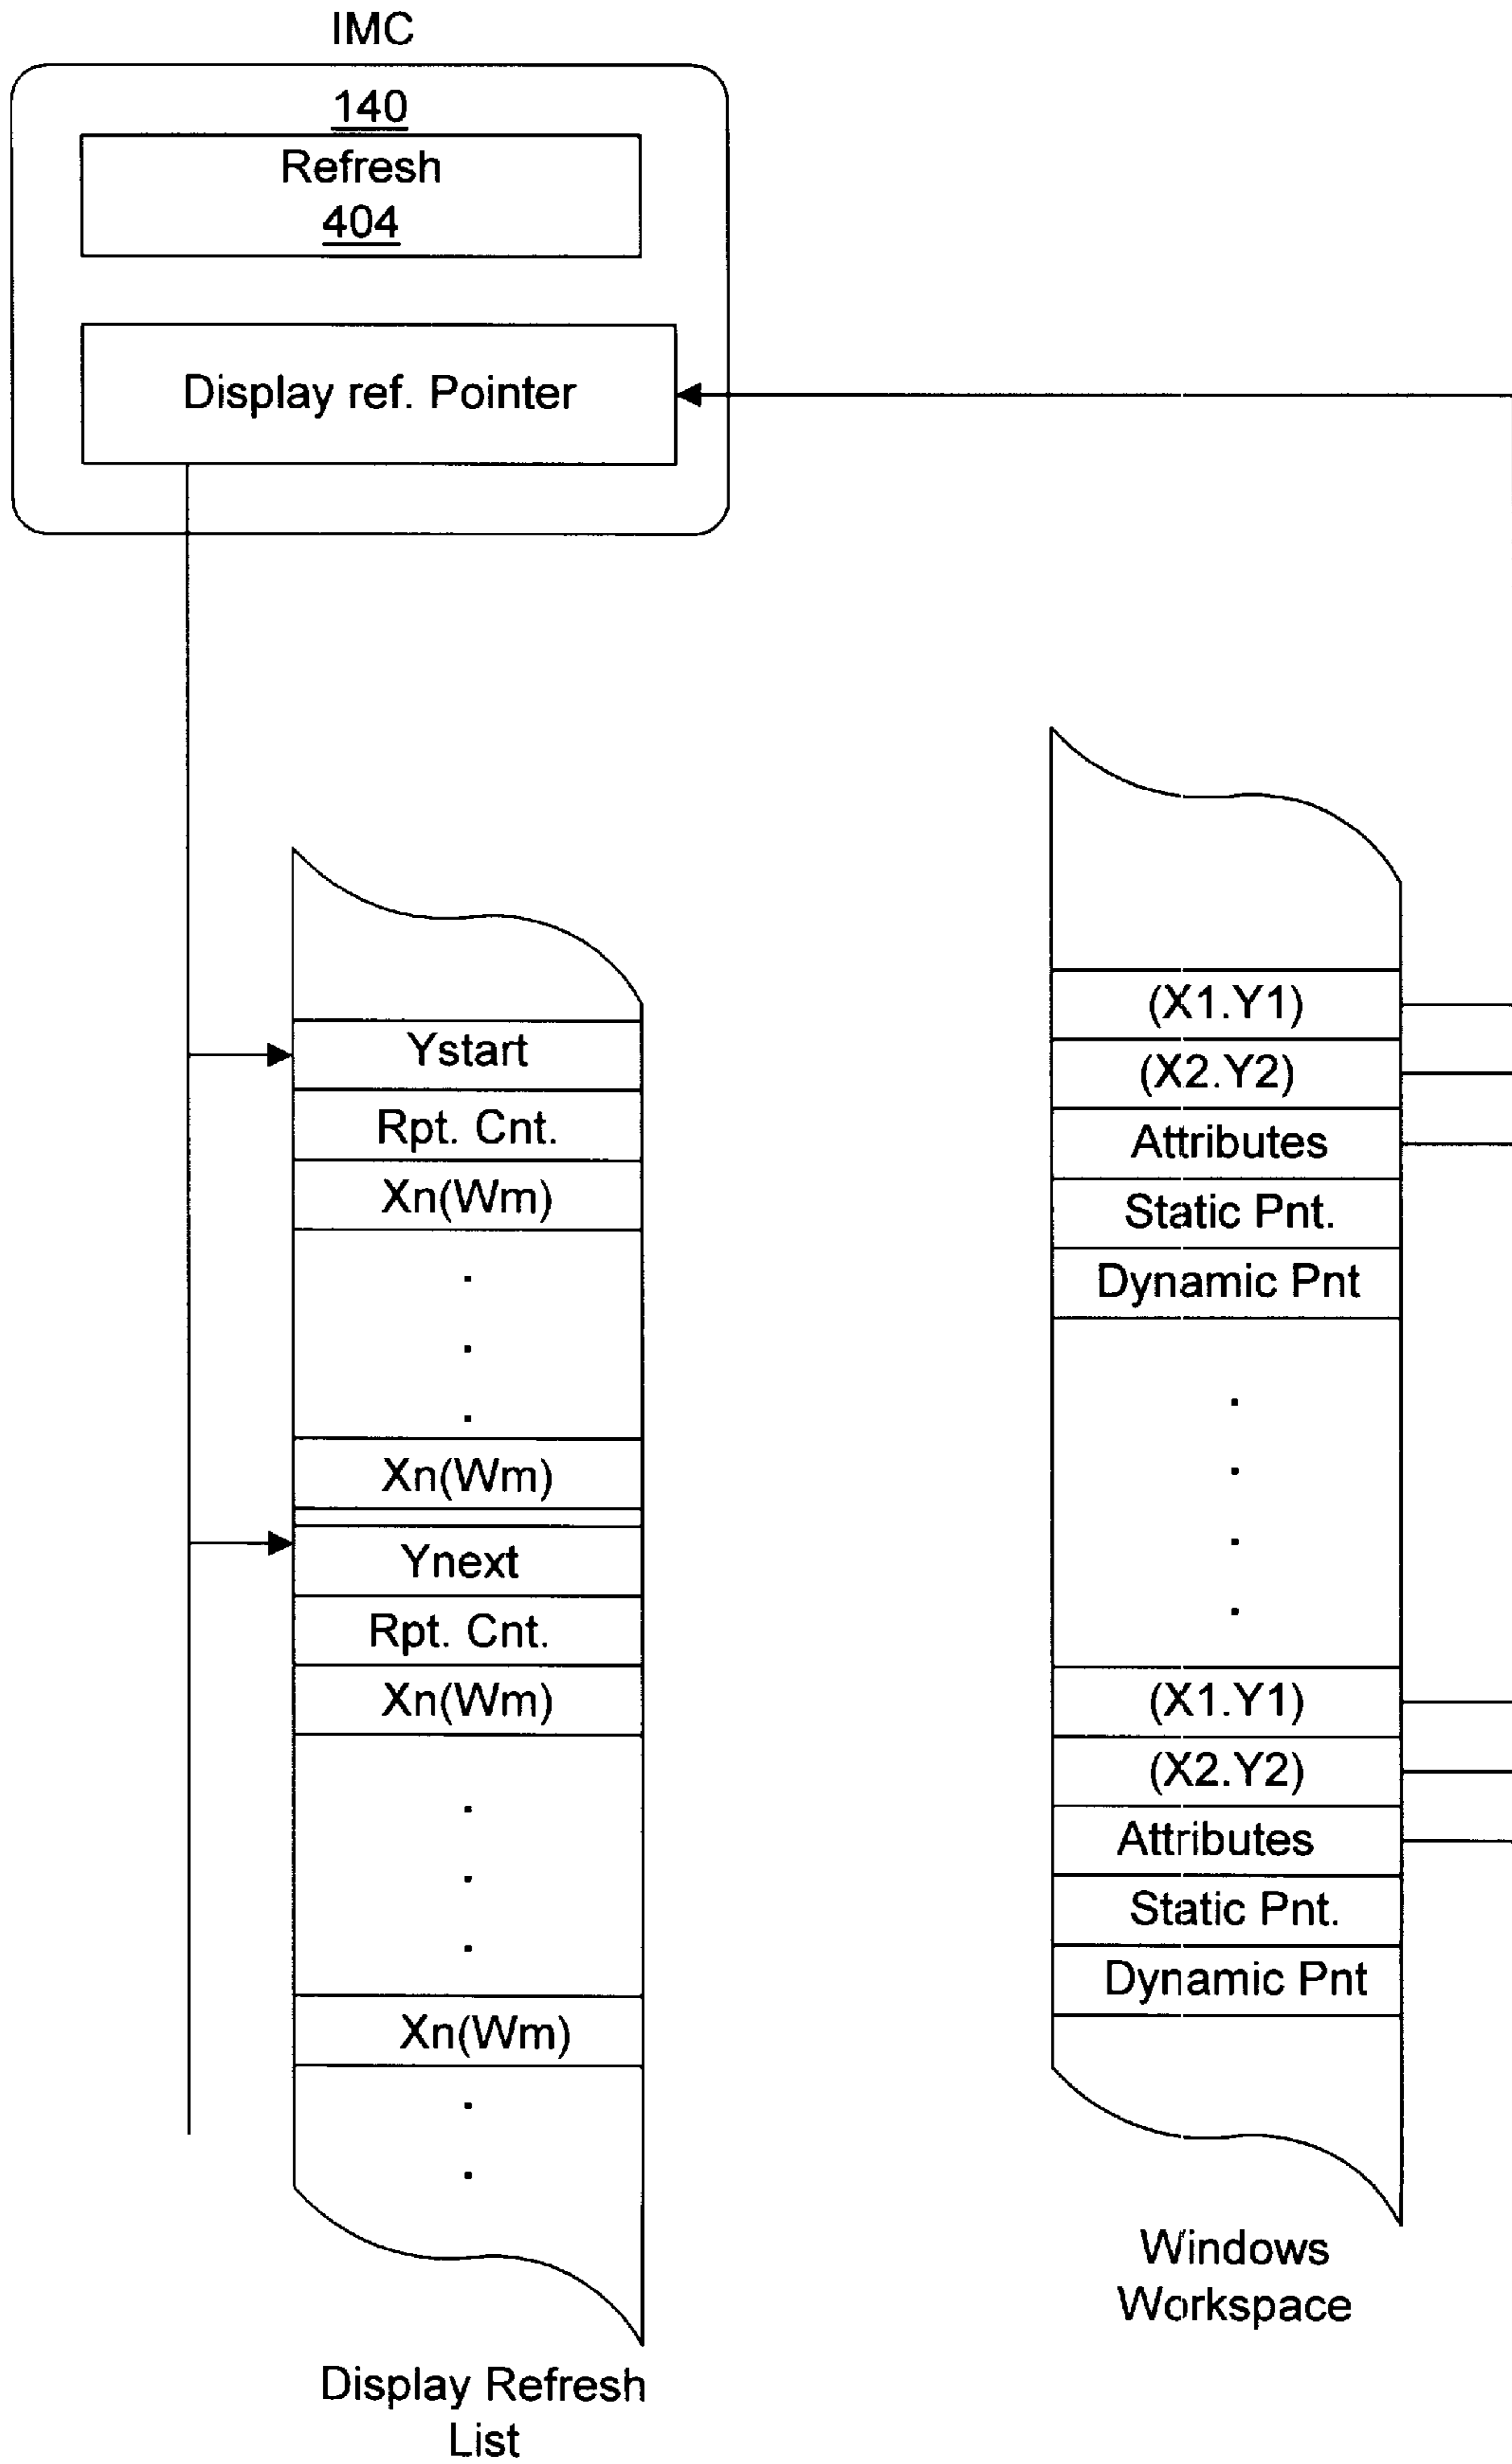 IMC
140
Refresh
404
Display ref. Pointer
Ystart
Rpt. Cnt.
Xn(Wm)
.
.
.
Xn(Wm)
Ynext
Rpt. Cnt.
Xn(Wm)
.
.
.
Xn(Wm)
.
.
Display Refresh
List
(X1.Y1)
(X2.Y2)
Attributes
Static Pnt.
Dynamic Pnt
.
.
.
.
(X1.Y1)
(X2.Y2)
Attributes
Static Pnt.
Dynamic Pnt
Windows
Workspace